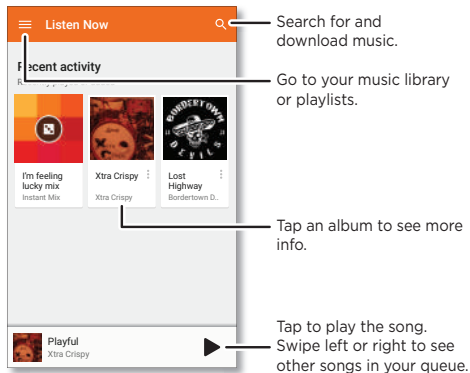 Listen Now
Search for and
download music.
Recent activity
Go to your music library
or playlists.
BORDERTOWN
DEVILS
I'm feeling
lucky mix
Instant Mix
Xtra Crispy
Xtra Crispy
Lost
Highway
Bordertown D..
Tap an album to see more
info.
Playful
Xtra Crispy
Tap to play the song.
Swipe left or right to see
other songs in your queue.